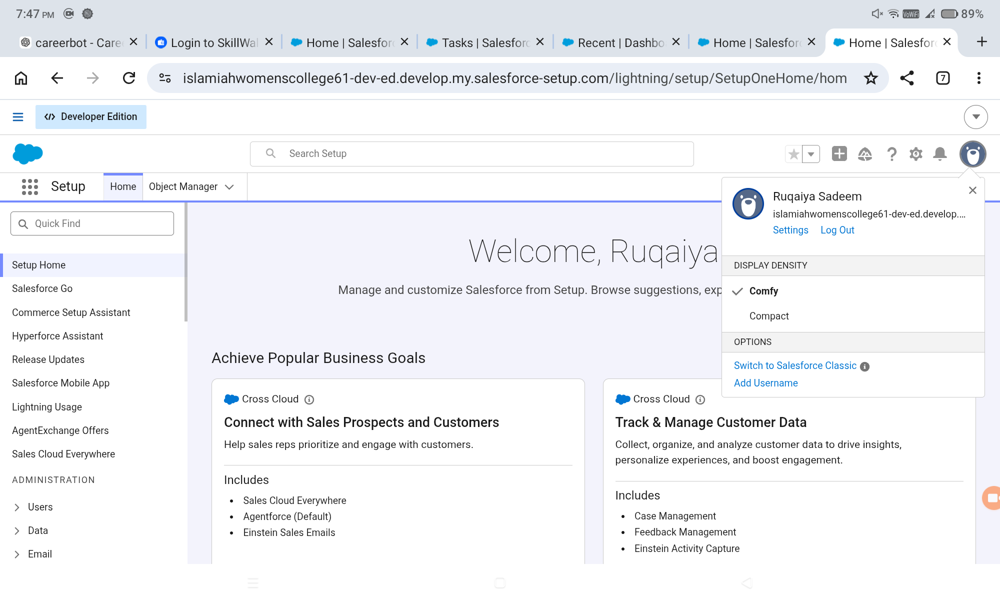 7:47 PM
VoWiFi
89%
careerbot - Caree
Login to SkillWal
Home | Salesforc
Tasks | Salesforc
Recent | Dashbo
Home | Salesforc
Home | Salesforc
islamiahwomenscollege61-dev-ed.develop.my.salesforce-setup.com/lightning/setup/SetupOneHome/hom
7
Developer Edition
Search Setup
Setup
Home
Object Manager
Quick Find
Setup Home
Salesforce Go
Commerce Setup Assistant
Hyperforce Assistant
Release Updates
Salesforce Mobile App
Lightning Usage
AgentExchange Offers
Sales Cloud Everywhere
ADMINISTRATION
Users
Data
Email
Welcome, Ruqaiya
Manage and customize Salesforce from Setup. Browse suggestions, exp
Achieve Popular Business Goals
Cross Cloud
Connect with Sales Prospects and Customers
Help sales reps prioritize and engage with customers.
Includes
• Sales Cloud Everywhere
• Agentforce (Default)
• Einstein Sales Emails
Cross Cloud
Track & Manage Customer Data
Collect, organize, and analyze customer data to drive insights,
personalize experiences, and boost engagement.
Includes
• Case Management
• Feedback Management
• Einstein Activity Capture
Ruqaiya Sadeem
islamiahwomenscollege61-dev-ed.develop....
Settings
Log Out
DISPLAY DENSITY
Comfy
Compact
OPTIONS
Switch to Salesforce Classic
Add Username